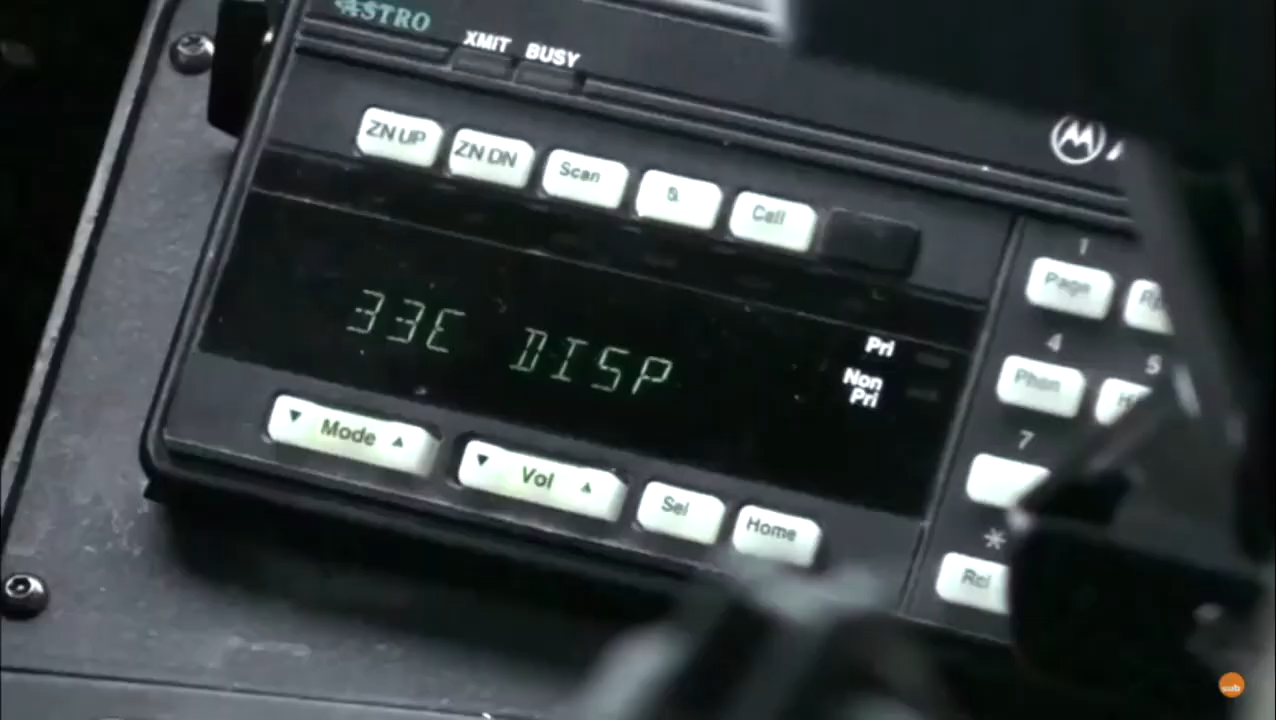 ASTRO
XMIT BUSY
ZN UP
ZN DN
Scan
Call
1
Page
33E DISP
Pri
Non
Pri
4
Phon
5
▼ Mode ▲
▼ Vol ▲
Sel
Home
7
*
Rcl
sub